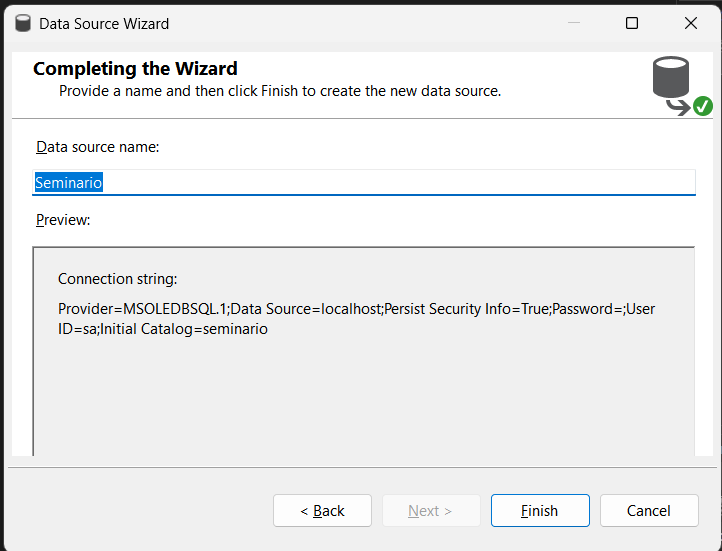 Data Source Wizard
Completing the Wizard
Provide a name and then click Finish to create the new data source.
Data source name:
Seminario
Preview:
Connection string:
Provider=MSOLEDBSQL.1;Data Source=localhost;Persist Security Info=True;Password=;User
ID=sa;Initial Catalog=seminario
< Back
Next >
Finish
Cancel